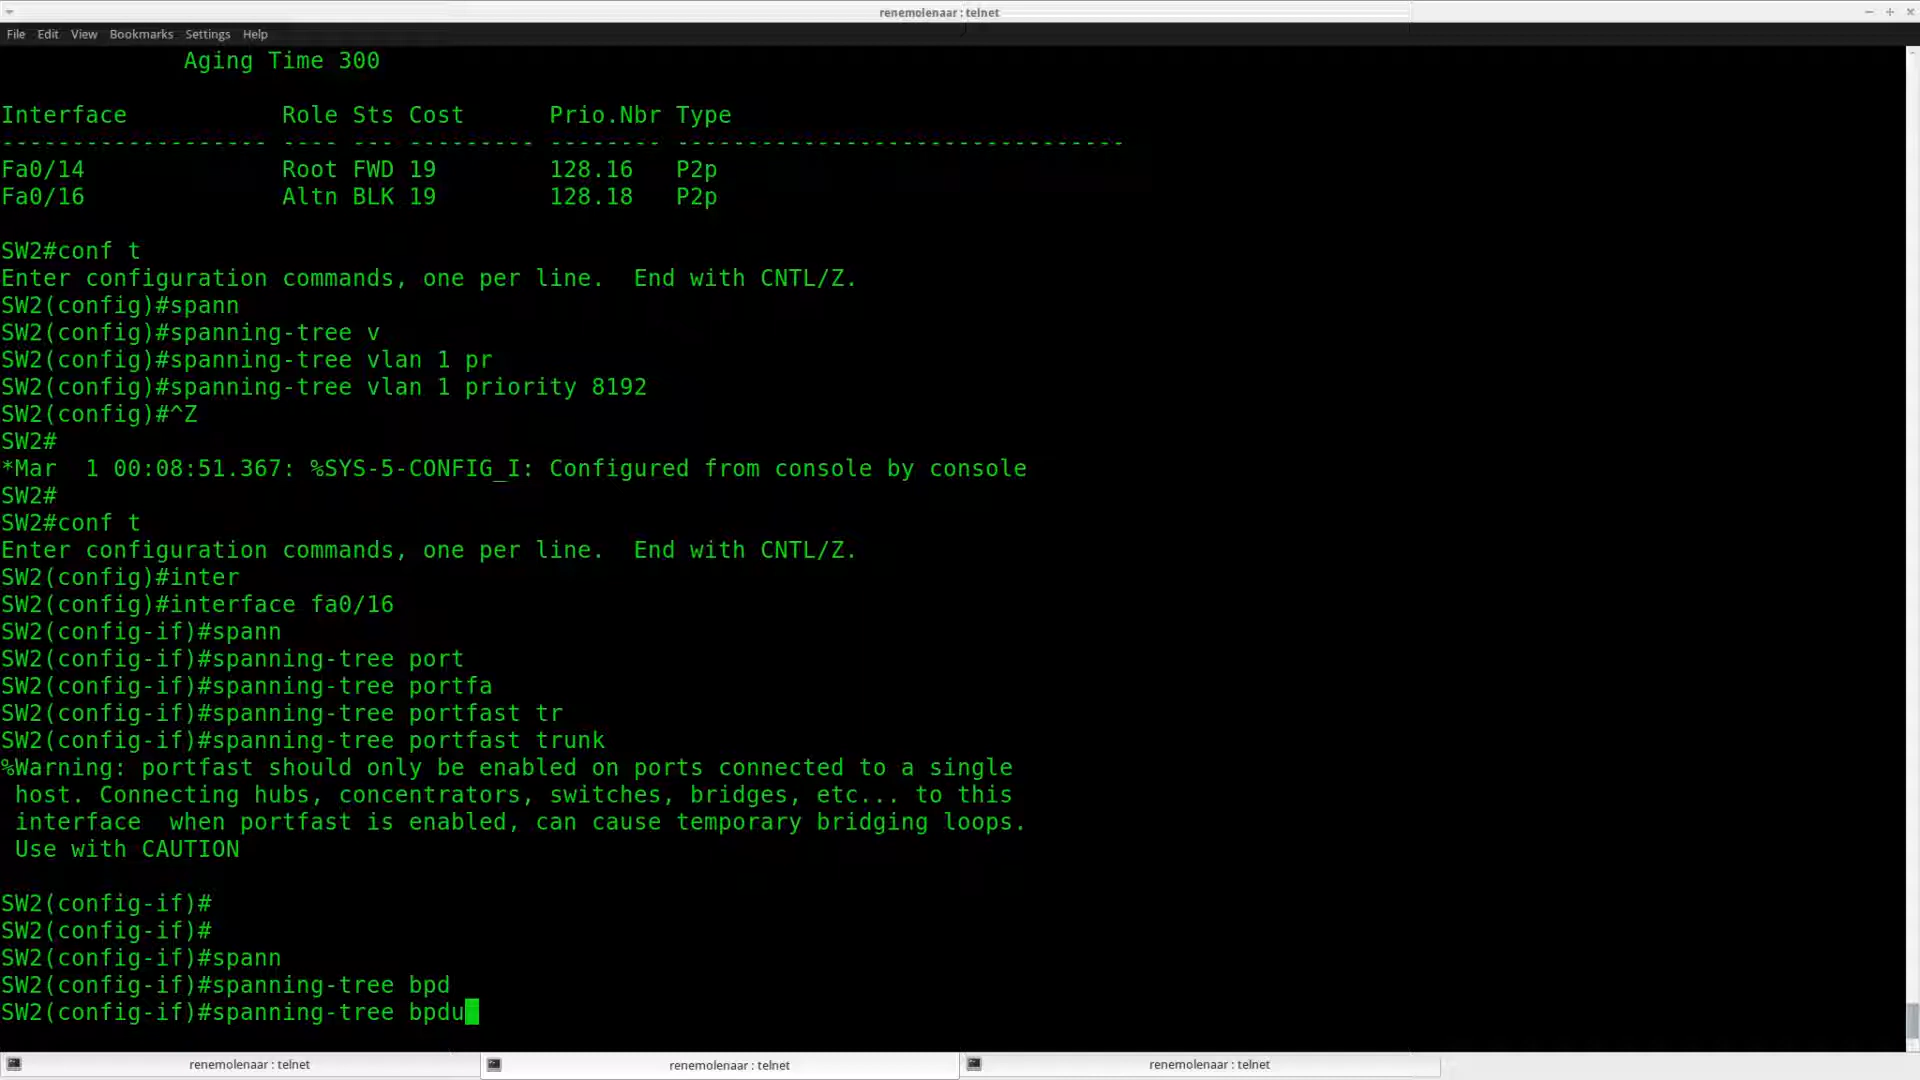 renemolenaar : telnet
File Edit View Bookmarks Settings Help
Aging Time 300
Interface Role Sts Cost Prio.Nbr Type
------------------- ---- --- --------- -------- --------------------------------
Fa0/14 Root FWD 19 128.16 P2p
Fa0/16 Altn BLK 19 128.18 P2p
SW2#conf t
Enter configuration commands, one per line. End with CNTL/Z.
SW2(config)#spann
SW2(config)#spanning-tree v
SW2(config)#spanning-tree vlan 1 pr
SW2(config)#spanning-tree vlan 1 priority 8192
SW2(config)#^Z
SW2#
*Mar 1 00:08:51.367: %SYS-5-CONFIG_I: Configured from console by console
SW2#
SW2#conf t
Enter configuration commands, one per line. End with CNTL/Z.
SW2(config)#inter
SW2(config)#interface fa0/16
SW2(config-if)#spann
SW2(config-if)#spanning-tree port
SW2(config-if)#spanning-tree portfa
SW2(config-if)#spanning-tree portfast tr
SW2(config-if)#spanning-tree portfast trunk
%Warning: portfast should only be enabled on ports connected to a single
host. Connecting hubs, concentrators, switches, bridges, etc... to this
interface when portfast is enabled, can cause temporary bridging loops.
Use with CAUTION
SW2(config-if)#
SW2(config-if)#
SW2(config-if)#spann
SW2(config-if)#spanning-tree bpd
SW2(config-if)#spanning-tree bpdu
renemolenaar : telnet renemolenaar : telnet renemolenaar : telnet